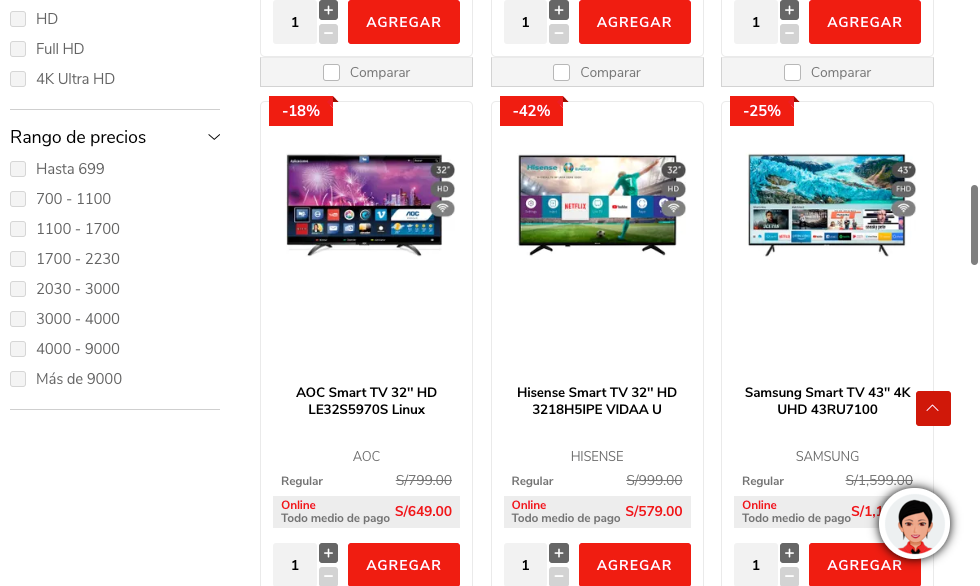 HD
Full HD
4K Ultra HD
Rango de precios
Hasta 699
700 - 1100
1100 - 1700
1700 - 2230
2030 - 3000
3000 - 4000
4000 - 9000
Más de 9000
1
+
−
AGREGAR
Comparar
1
+
−
AGREGAR
Comparar
1
+
−
AGREGAR
Comparar
-18%
32"
HD
AOC
AOC Smart TV 32'' HD
LE32S5970S Linux
AOC
Regular S/799.00
Online
Todo medio de pago S/649.00
1
+
−
AGREGAR
-42%
Hisense
NETFLIX
32"
HD
Hisense Smart TV 32'' HD
3218H5IPE VIDAA U
HISENSE
Regular S/999.00
Online
Todo medio de pago S/579.00
1
+
−
AGREGAR
-25%
43"
FHD
Samsung Smart TV 43'' 4K
UHD 43RU7100
SAMSUNG
Regular S/1,599.00
Online
Todo medio de pago S/1,1
1
+
−
AGREGAR